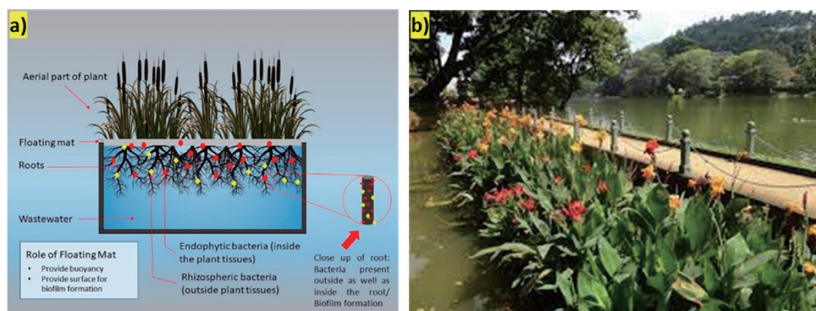 a)
Aerial part of plant
Floating mat
Roots
Wastewater
Role of Floating Mat
• Provide buoyancy
• Provide surface for
biofilm formation
Endophytic bacteria (inside
the plant tissues)
Rhizospheric bacteria
(outside plant tissues)
Close up of root:
Bacteria present
outside as well as
inside the root/
Biofilm formation
b)